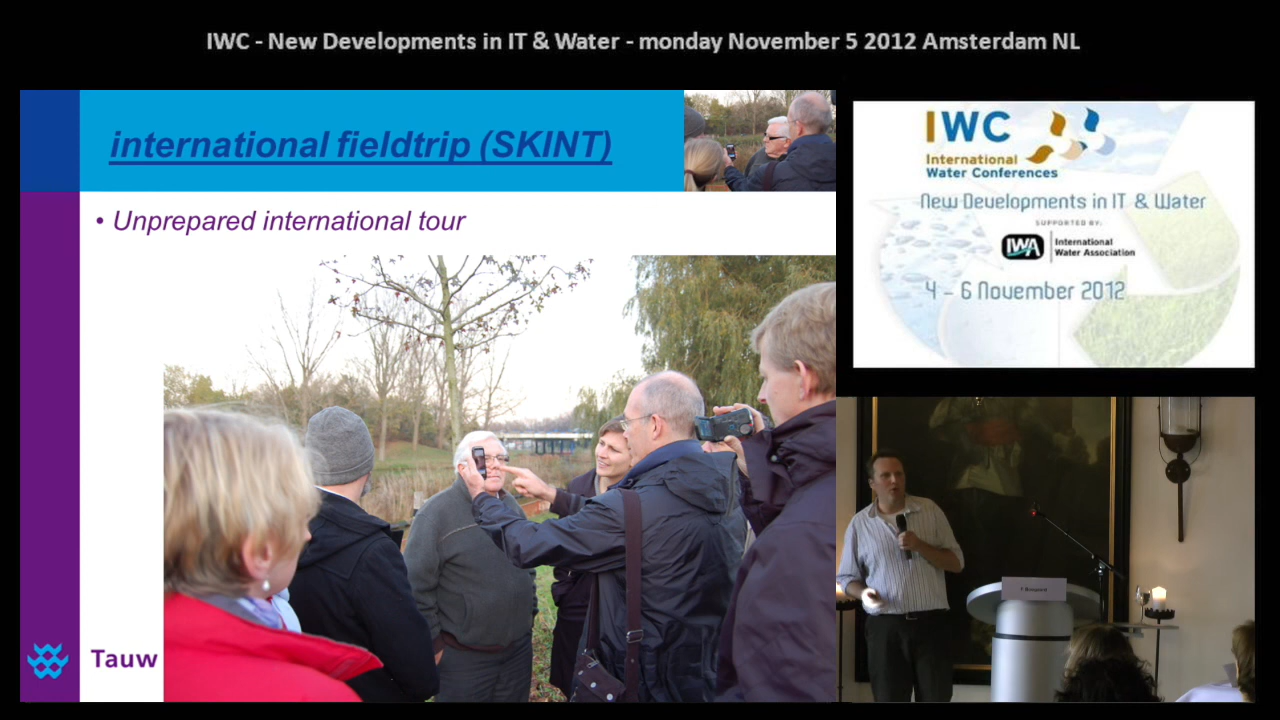 IWC - New Developments in IT & Water - monday November 5 2012 Amsterdam NL
international fieldtrip (SKINT)
• Unprepared international tour
Tauw
IWC
International
Water Conferences
New Developments in IT & Water
SUPPORTED BY:
IWA
International
Water Association
4 - 6 November 2012